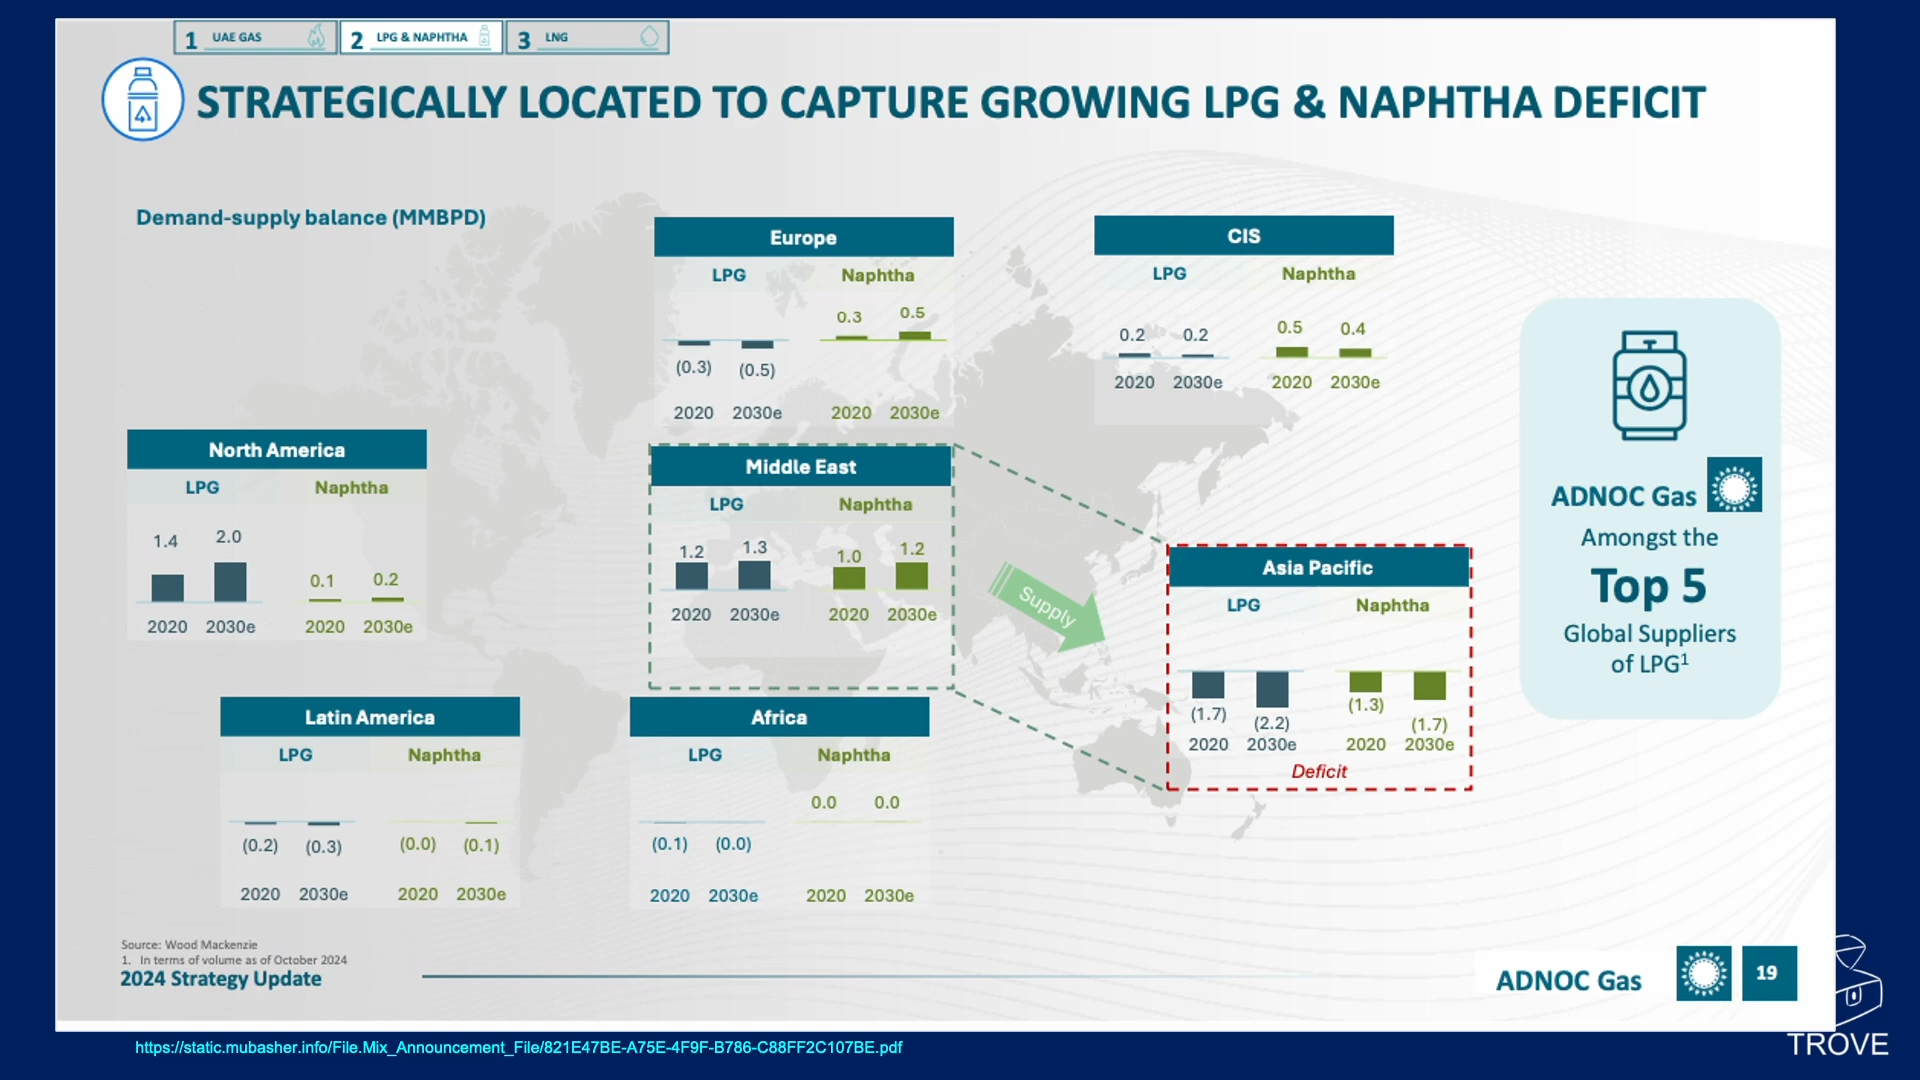 1 UAE GAS
2 LPG & NAPHTHA
3 LNG
STRATEGICALLY LOCATED TO CAPTURE GROWING LPG & NAPHTHA DEFICIT
Demand-supply balance (MMBPD)
Europe
LPG Naphtha
0.3 0.5
(0.3) (0.5)
2020 2030e 2020 2030e
CIS
LPG Naphtha
0.2 0.2 0.5 0.4
2020 2030e 2020 2030e
North America
LPG Naphtha
1.4 2.0 0.1 0.2
2020 2030e 2020 2030e
Middle East
LPG Naphtha
1.2 1.3 1.0 1.2
2020 2030e 2020 2030e
Supply
Asia Pacific
LPG Naphtha
(1.7) (2.2) (1.3) (1.7)
2020 2030e 2020 2030e
Deficit
Latin America
LPG Naphtha
(0.2) (0.3) (0.0) (0.1)
2020 2030e 2020 2030e
Africa
LPG Naphtha
0.0 0.0
(0.1) (0.0)
2020 2030e 2020 2030e
ADNOC Gas
Amongst the
Top 5
Global Suppliers
of LPG¹
Source: Wood Mackenzie
1. In terms of volume as of October 2024
2024 Strategy Update
ADNOC Gas
19
https://static.mubasher.info/File.Mix_Announcement_File/821E47BE-A75E-4F9F-B786-C88FF2C107BE.pdf
TROVE